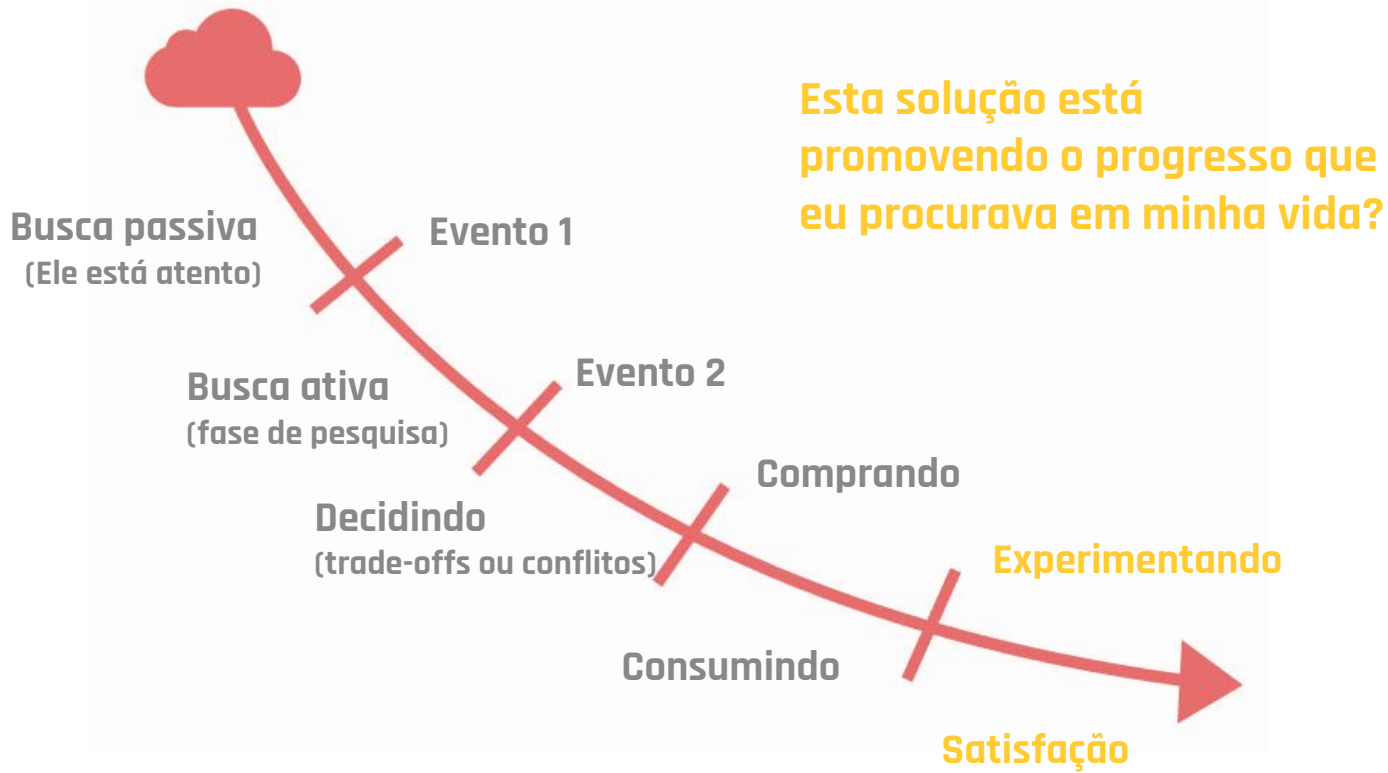 Esta solução está
promovendo o progresso que
eu procurava em minha vida?
Busca passiva
(Ele está atento)
Evento 1
Busca ativa
(fase de pesquisa)
Evento 2
Decidindo
(trade-offs ou conflitos)
Comprando
Experimentando
Consumindo
Satisfação